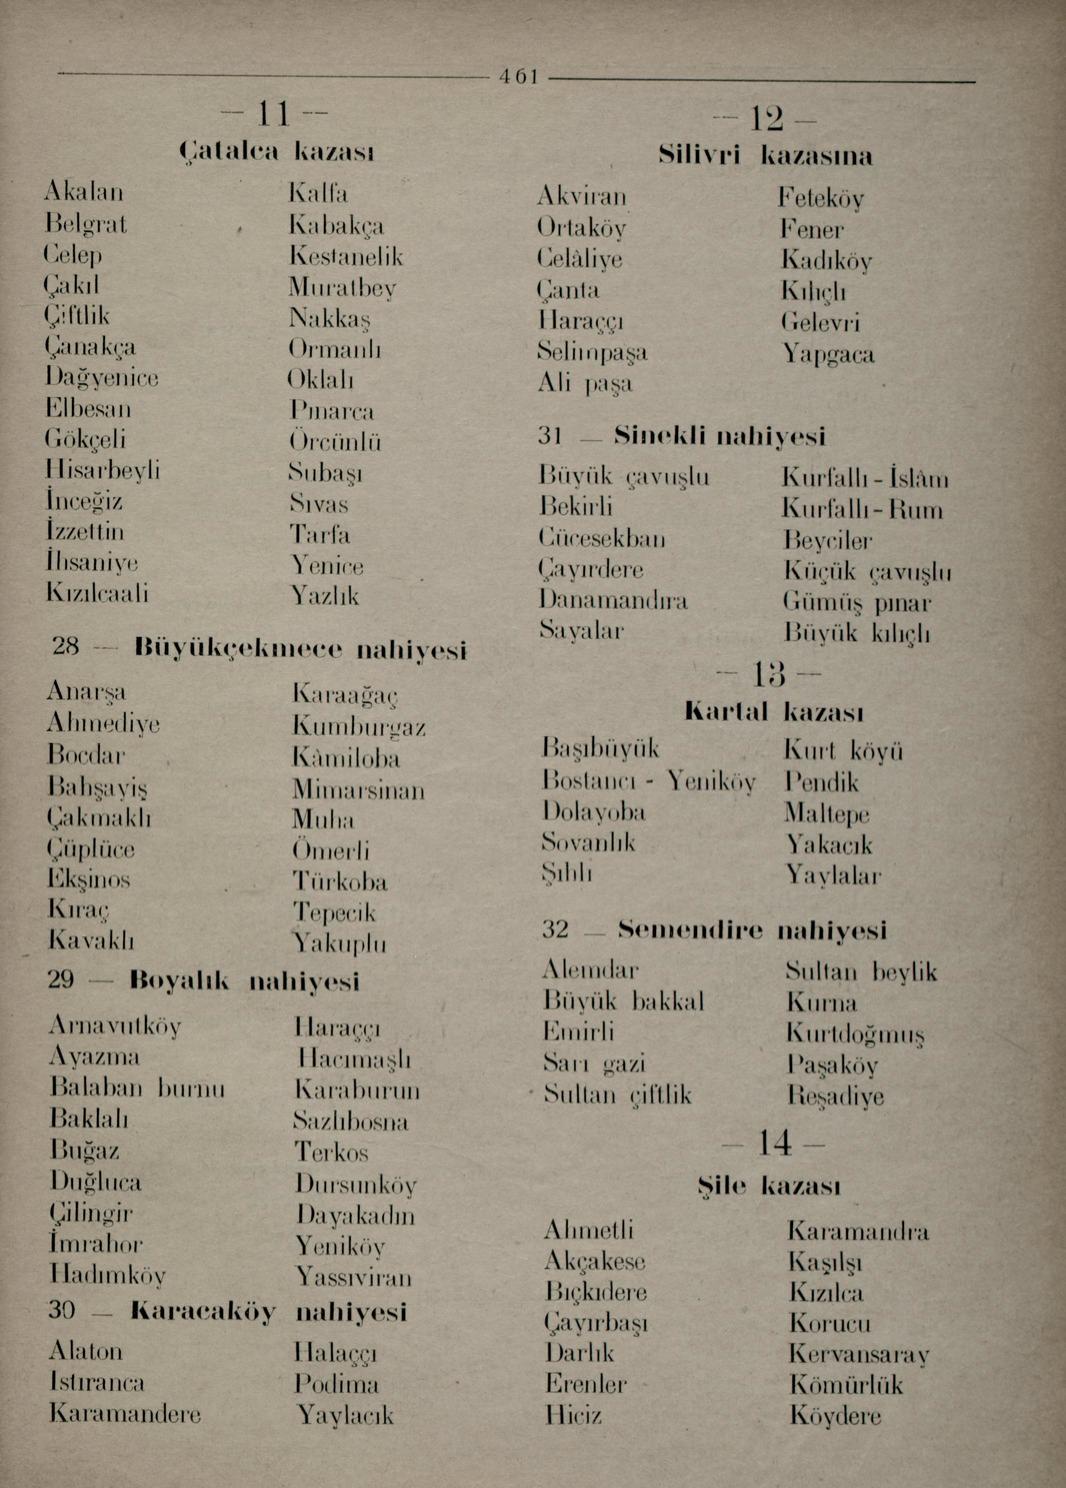 461
– 11 –
Çatalca kazası
Akalan Kalfa
Belgrat Kabakça
Celep Kestanelik
Çakıl Muratbey
Çiftlik Nakkaş
Çanakça Ormanlı
Dağyenice Oklalı
Elbesan Pınarca
Gökçeli Örcünlü
Hisarbeyli Subaşı
İnceğiz Sıvas
İzzettin Tarfa
İhsaniye Yenice
Kızılcaali Yazlık
28 — Büyükçekmece nahiyesi
Anarşa Karaağaç
Ahmediye Kumburgaz
Bocdar Kâmiloba
Bahşayiş Mimarsinan
Çakmaklı Muha
Çüplüce Ömerli
Ekşinos Türkoba
Kıraç Tepecik
Kavaklı Yakuplu
29 — Boyalık nahiyesi
Arnavutköy Haraççı
Ayazma Hacımaşlı
Balaban burnu Karaburun
Baklalı Sazlıbosna
Buğaz Terkos
Duğluca Dursunköy
Çilingir Dayakadın
İmrahor Yeniköy
Hadımköy Yassıviran
30 — Karacaköy nahiyesi
Alaton Halaççı
Istıranca Podima
Karamandere Yaylacık
– 12 –
Silivri kazasına
Akviran Feteköy
Ortaköy Fener
Celâliye Kadıköy
Çanta Kılıçlı
Haraççı Gelevri
Selimpaşa Yapgaca
Ali paşa
31 — Sinekli nahiyesi
Büyük çavuşlu Kurfallı - İslâm
Bekirli Kurfallı - Rum
Cücesekban Beyciler
Çayırdere Küçük çavuşlu
Danamandıra Gümüş pınar
Sayalar Büyük kılıçlı
– 13 –
Kartal kazası
Başıbüyük Kurt köyü
Bostancı - Yeniköy Pendik
Dolayoba Maltepe
Sovanlık Yakacık
Şıhlı Yaylalar
32 — Semendire nahiyesi
Alemdar Sultan beylik
Büyük bakkal Kurna
Emirli Kurtdoğmuş
Sarı gazi Paşaköy
Sultan çiftlik Reşadiye
– 14 –
Şile kazası
Ahmetli Karamandra
Akçakese Kaşılşı
Bıçkıdere Kızılca
Çayırbaşı Korucu
Darlık Kervansaray
Erenler Kömürlük
Hiciz Köydere